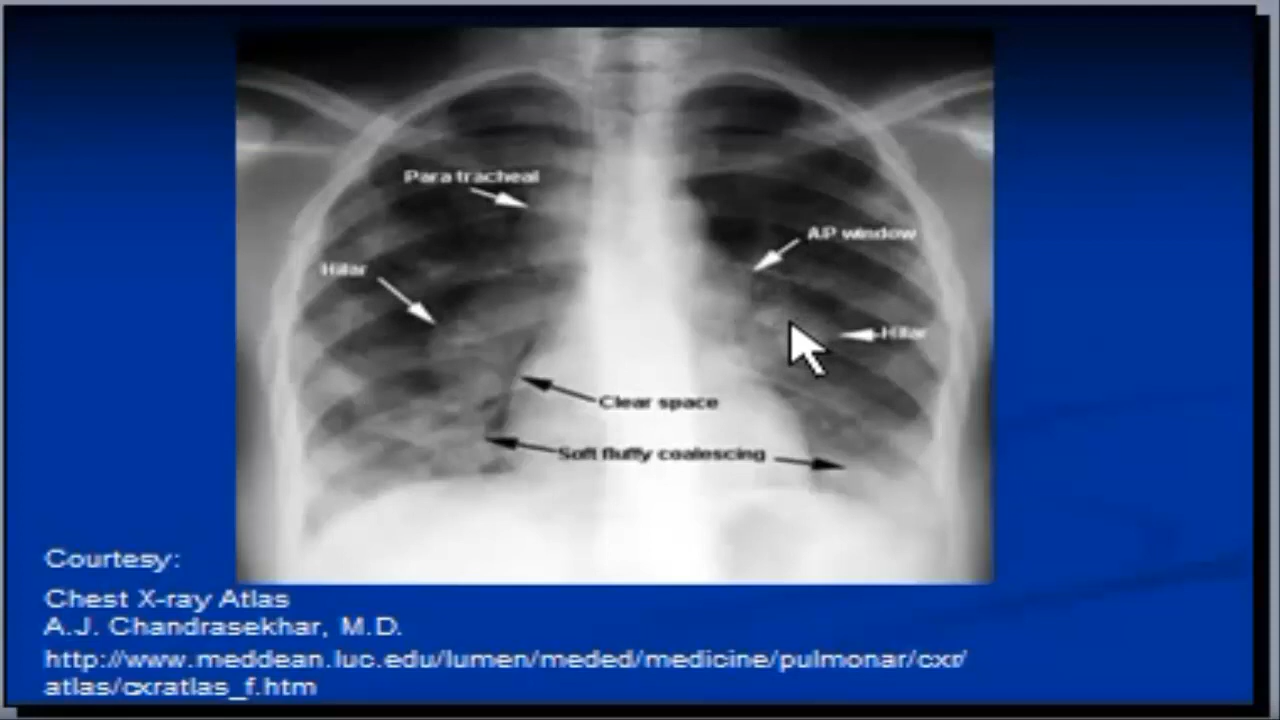 Para tracheal
AP window
Hilar
Hilar
Clear space
Soft fluffy coalescing
Courtesy:
Chest X-ray Atlas
A.J. Chandrasekhar, M.D.
http://www.meddean.luc.edu/lumen/meded/medicine/pulmonar/cxr/
atlas/cxratlas_f.htm